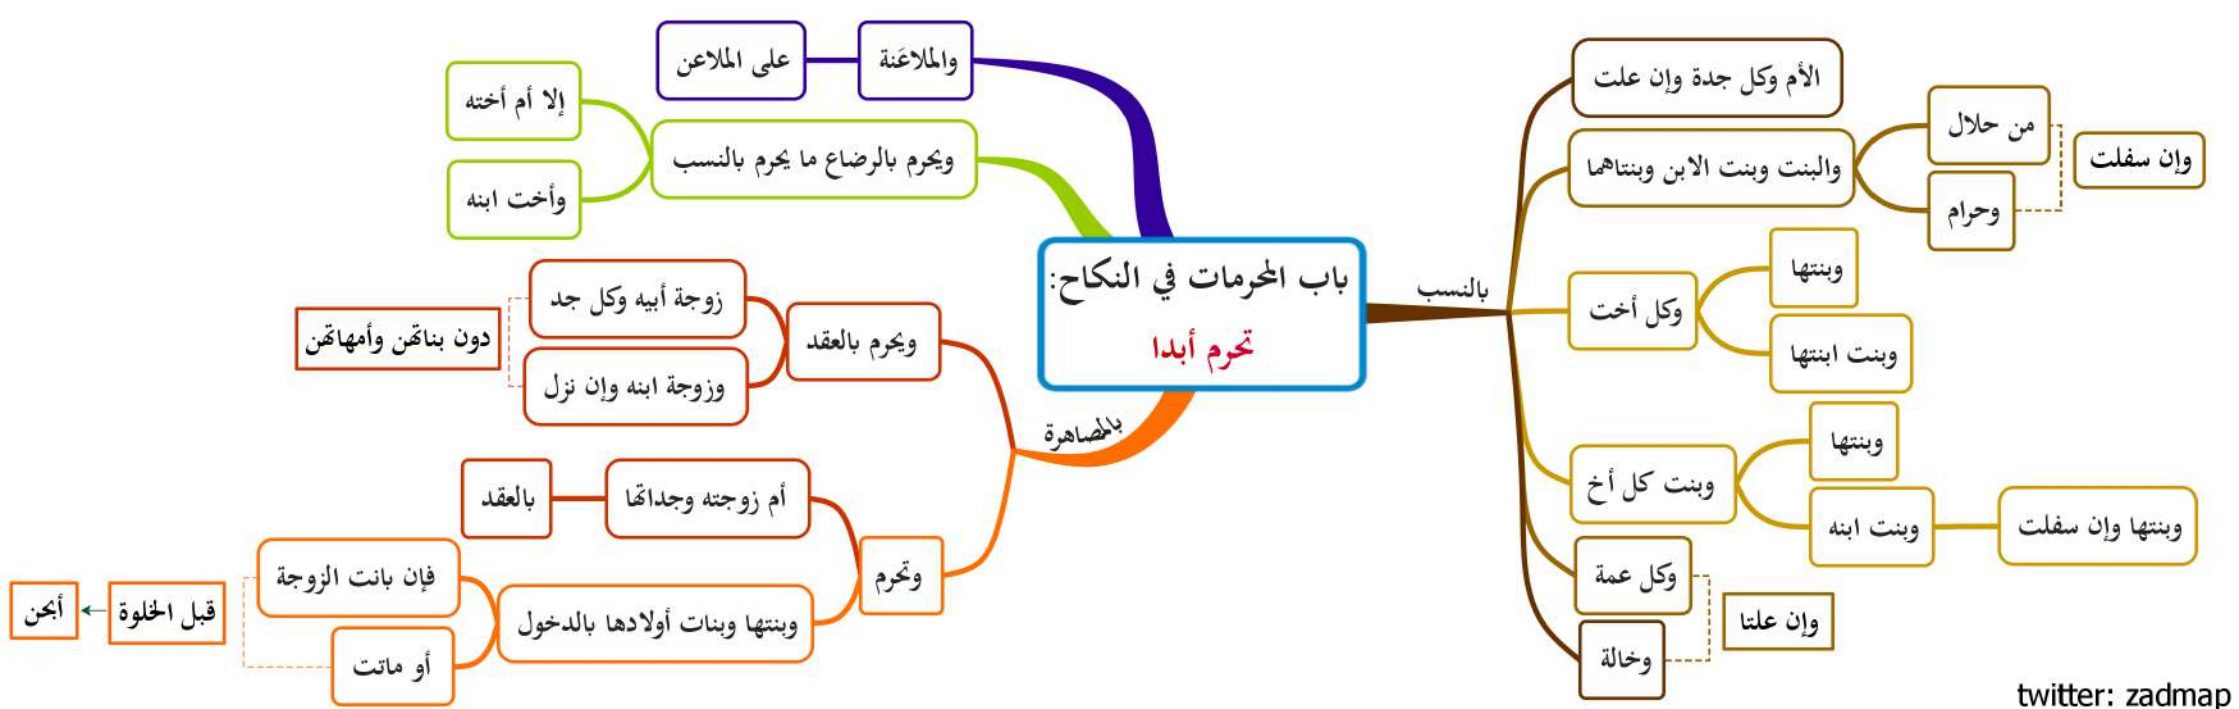 باب المحرمات في النكاح:
تحرم أبدا
بالنسب
الأم وكل جدة وإن علت
والبنت وبنت الابن وبنتاهما
من حلال
وحرام
وإن سفلت
وكل أخت
وبنتها
وبنت ابنتها
وبنت كل أخ
وبنتها
وبنت ابنه
وبنتها وإن سفلت
وكل عمة
وخالة
وإن علتا
والملاعَنة
على الملاعن
ويحرم بالرضاع ما يحرم بالنسب
إلا أم أخته
وأخت ابنه
بالمصاهرة
ويحرم بالعقد
زوجة أبيه وكل جد
وزوجة ابنه وإن نزل
دون بناتهن وأمهاتهن
وتحرم
أم زوجته وجداتها
بالعقد
وبنتها وبنات أولادها بالدخول
فإن بانت الزوجة
أو ماتت
قبل الخلوة
أبحن
twitter: zadmap